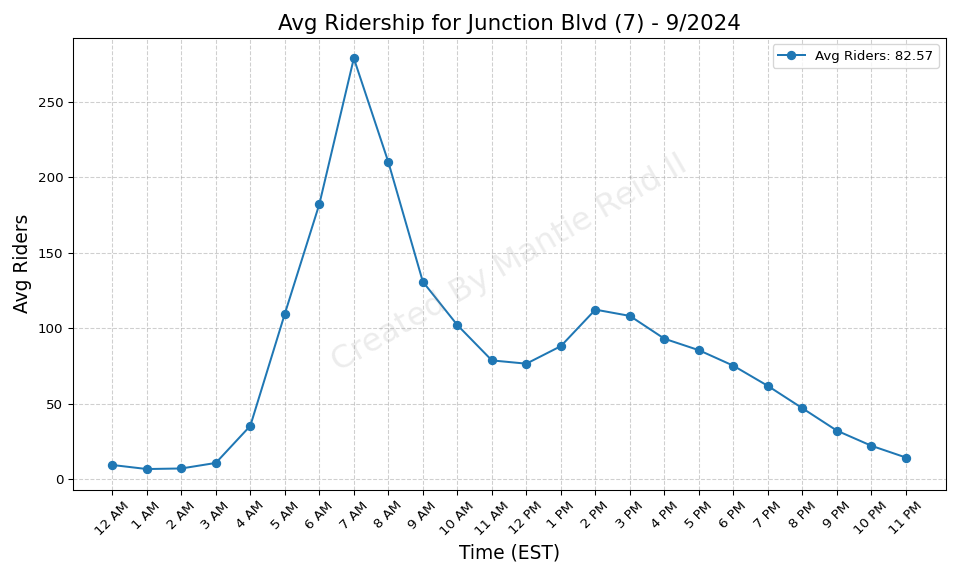 Avg Ridership for Junction Blvd (7) - 9/2024
Avg Riders: 82.57
Avg Riders
250
200
150
100
50
0
Created By Mantie Reid II
12 AM
1 AM
2 AM
3 AM
4 AM
5 AM
6 AM
7 AM
8 AM
9 AM
10 AM
11 AM
12 PM
1 PM
2 PM
3 PM
4 PM
5 PM
6 PM
7 PM
8 PM
9 PM
10 PM
11 PM
Time (EST)